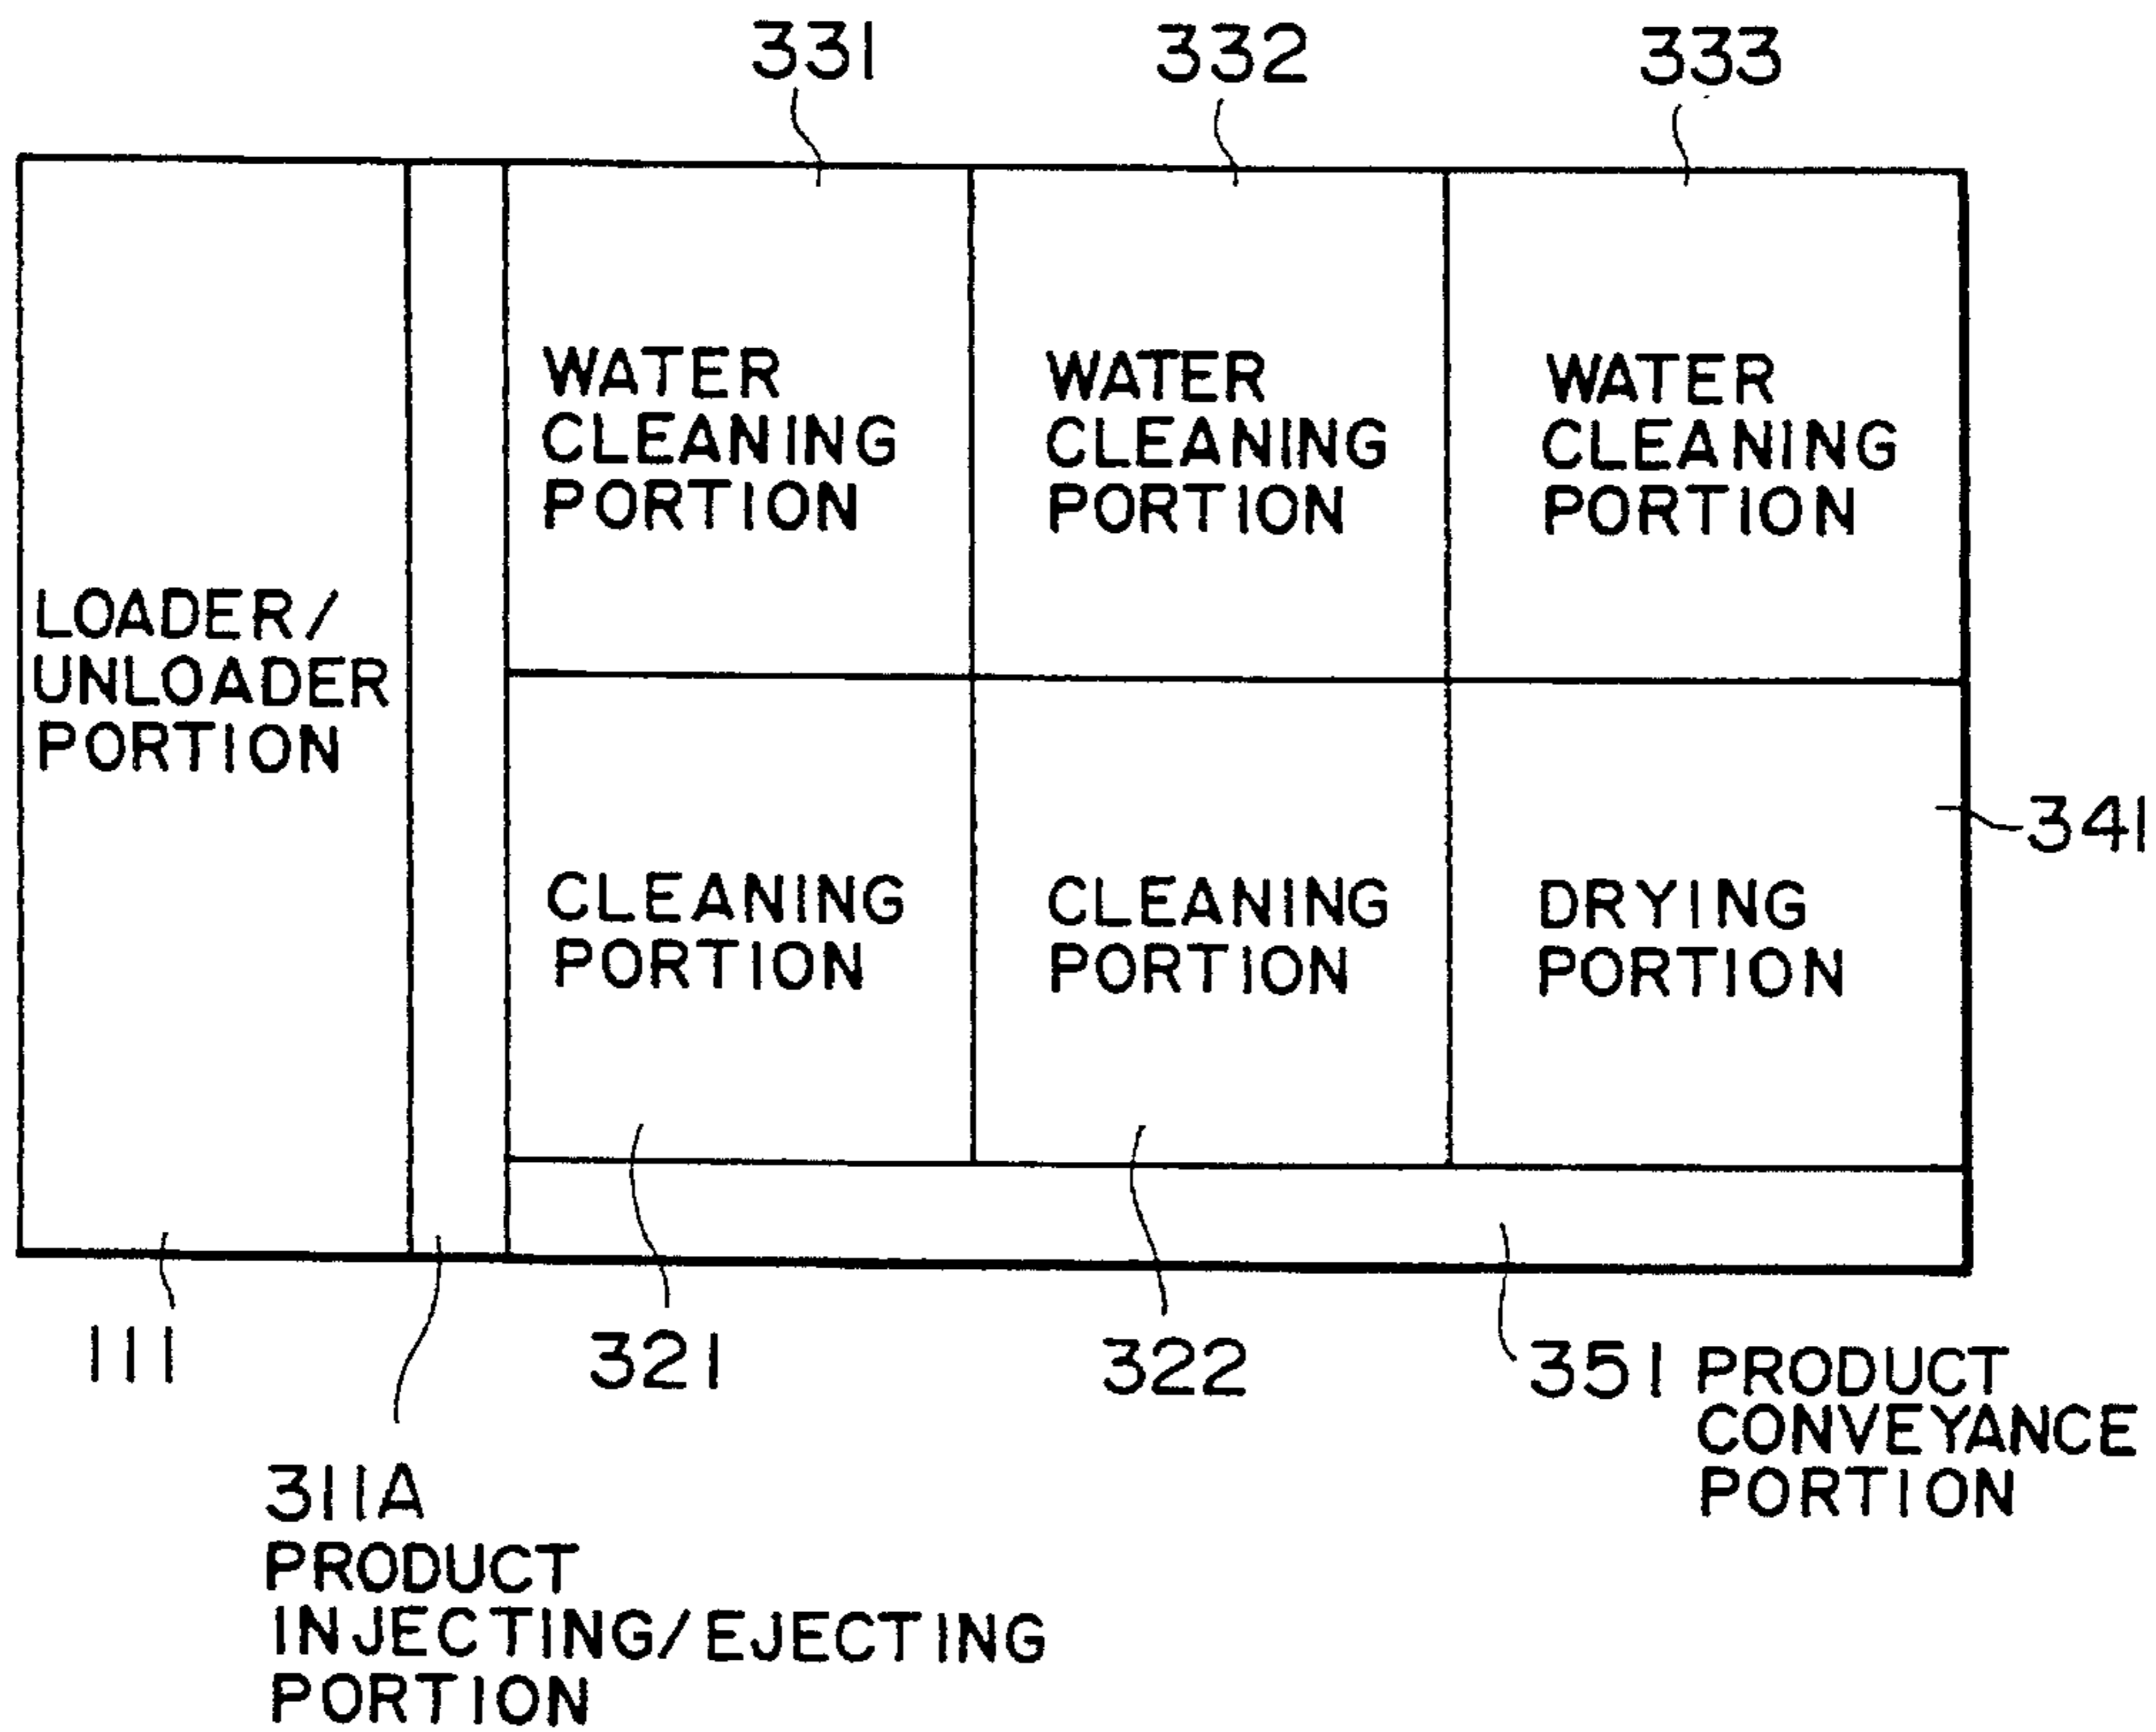 331
332
333
WATER
CLEANING
PORTION
WATER
CLEANING
PORTION
WATER
CLEANING
PORTION
LOADER/
UNLOADER
PORTION
341
CLEANING
PORTION
CLEANING
PORTION
DRYING
PORTION
111
321
322
351 PRODUCT
CONVEYANCE
PORTION
311A
PRODUCT
INJECTING/EJECTING
PORTION